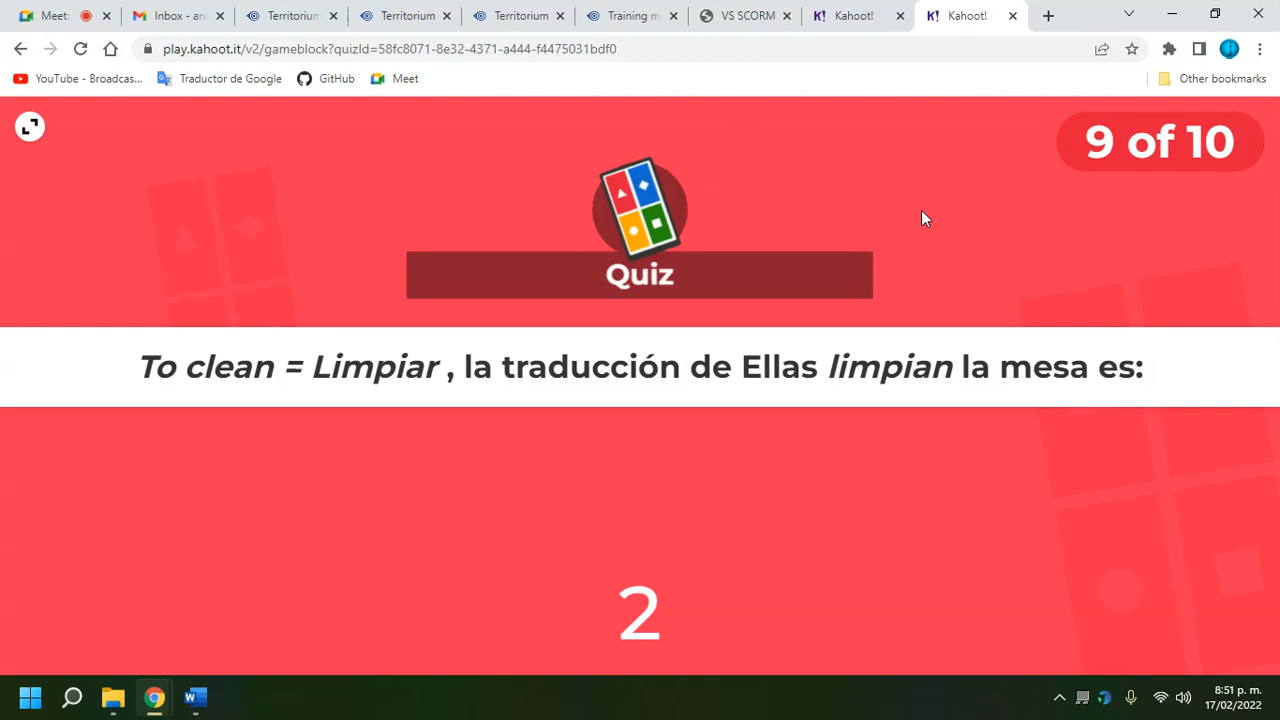 Meet:
Inbox - an
Territorium
Territorium
Territorium
Training m
VS SCORM
Kahoot!
Kahoot!
play.kahoot.it/v2/gameblock?quizId=58fc8071-8e32-4371-a444-f4475031bdf0
YouTube - Broadcas...
Traductor de Google
GitHub
Meet
Other bookmarks
9 of 10
Quiz
To clean = Limpiar , la traducción de Ellas limpian la mesa es:
2
8:51 p. m.
17/02/2022